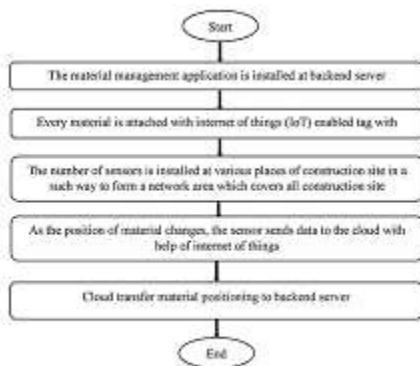 Start
The material management application is installed at backend server
Every material is attached with internet of things (IoT) enabled tag with
The number of sensors is installed at various places of construction site in a
such way to form a network area which covers all construction site
As the position of material changes, the sensor sends data to the cloud with
help of internet of things
Cloud transfer material positioning to backend server
End